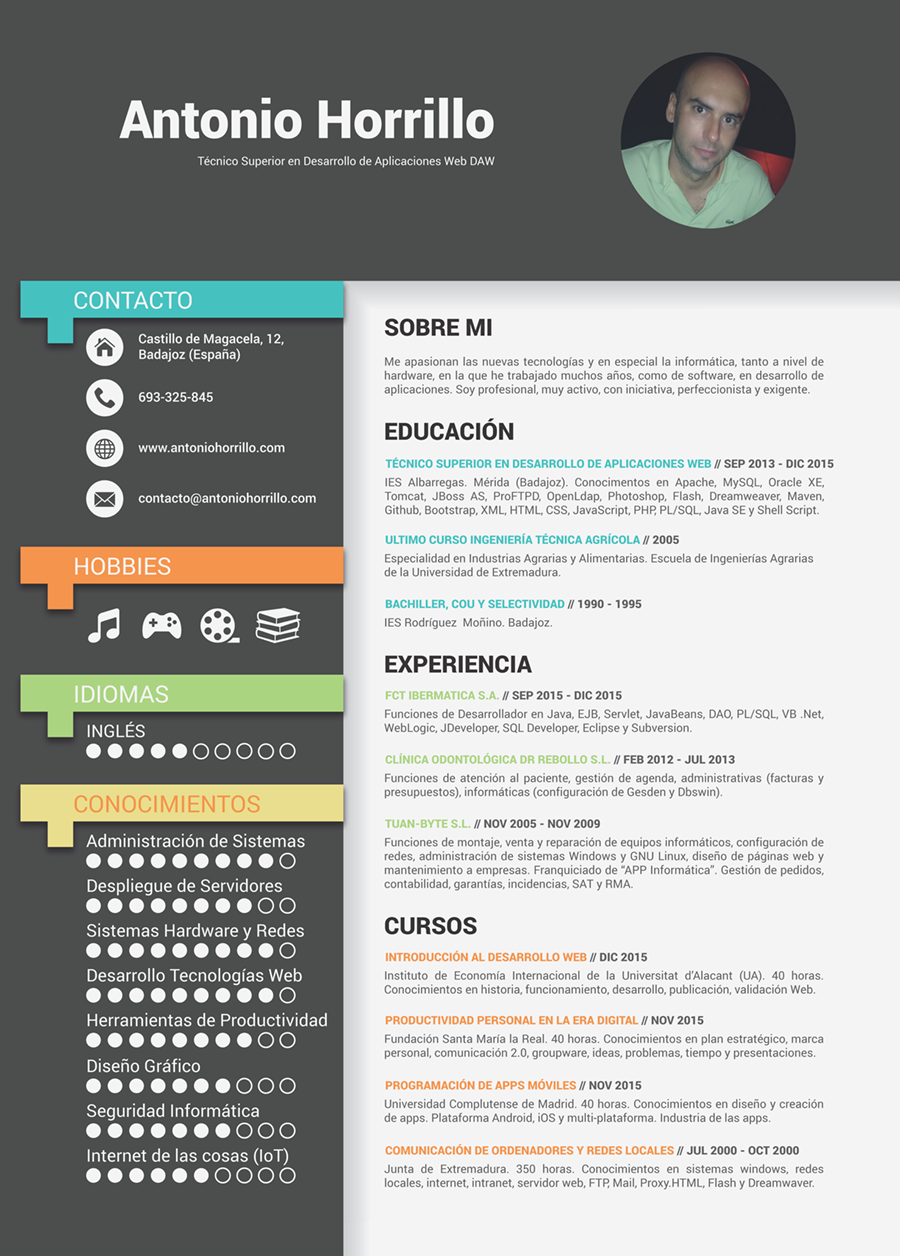 Antonio Horrillo
Técnico Superior en Desarrollo de Aplicaciones Web DAW
CONTACTO
Castillo de Magacela, 12,
Badajoz (España)
693-325-845
www.antoniohorrillo.com
contacto@antoniohorrillo.com
HOBBIES
IDIOMAS
INGLÉS
CONOCIMIENTOS
Administración de Sistemas
Despliegue de Servidores
Sistemas Hardware y Redes
Desarrollo Tecnologías Web
Herramientas de Productividad
Diseño Gráfico
Seguridad Informática
Internet de las cosas (IoT)
SOBRE MI
Me apasionan las nuevas tecnologías y en especial la informática, tanto a nivel de
hardware, en la que he trabajado muchos años, como de software, en desarrollo de
aplicaciones. Soy profesional, muy activo, con iniciativa, perfeccionista y exigente.
EDUCACIÓN
TÉCNICO SUPERIOR EN DESARROLLO DE APLICACIONES WEB // SEP 2013 - DIC 2015
IES Albarregas. Mérida (Badajoz). Conocimentos en Apache, MySQL, Oracle XE,
Tomcat, JBoss AS, ProFTPD, OpenLdap, Photoshop, Flash, Dreamweaver, Maven,
Github, Bootstrap, XML, HTML, CSS, JavaScript, PHP, PL/SQL, Java SE y Shell Script.
ULTIMO CURSO INGENIERÍA TÉCNICA AGRÍCOLA // 2005
Especialidad en Industrias Agrarias y Alimentarias. Escuela de Ingenierías Agrarias
de la Universidad de Extremadura.
BACHILLER, COU Y SELECTIVIDAD // 1990 - 1995
IES Rodríguez Moñino. Badajoz.
EXPERIENCIA
FCT IBERMATICA S.A. // SEP 2015 - DIC 2015
Funciones de Desarrollador en Java, EJB, Servlet, JavaBeans, DAO, PL/SQL, VB .Net,
WebLogic, JDeveloper, SQL Developer, Eclipse y Subversion.
CLÍNICA ODONTOLÓGICA DR REBOLLO S.L. // FEB 2012 - JUL 2013
Funciones de atención al paciente, gestión de agenda, administrativas (facturas y
presupuestos), informáticas (configuración de Gesden y Dbswin).
TUAN-BYTE S.L. // NOV 2005 - NOV 2009
Funciones de montaje, venta y reparación de equipos informáticos, configuración de
redes, administración de sistemas Windows y GNU Linux, diseño de páginas web y
mantenimiento a empresas. Franquiciado de “APP Informática”. Gestión de pedidos,
contabilidad, garantías, incidencias, SAT y RMA.
CURSOS
INTRODUCCIÓN AL DESARROLLO WEB // DIC 2015
Instituto de Economía Internacional de la Universitat d’Alacant (UA). 40 horas.
Conocimientos en historia, funcionamiento, desarrollo, publicación, validación Web.
PRODUCTIVIDAD PERSONAL EN LA ERA DIGITAL // NOV 2015
Fundación Santa María la Real. 40 horas. Conocimientos en plan estratégico, marca
personal, comunicación 2.0, groupware, ideas, problemas, tiempo y presentaciones.
PROGRAMACIÓN DE APPS MÓVILES // NOV 2015
Universidad Complutense de Madrid. 40 horas. Conocimientos en diseño y creación
de apps. Plataforma Android, iOS y multi-plataforma. Industria de las apps.
COMUNICACIÓN DE ORDENADORES Y REDES LOCALES // JUL 2000 - OCT 2000
Junta de Extremadura. 350 horas. Conocimientos en sistemas windows, redes
locales, internet, intranet, servidor web, FTP, Mail, Proxy.HTML, Flash y Dreamwaver.